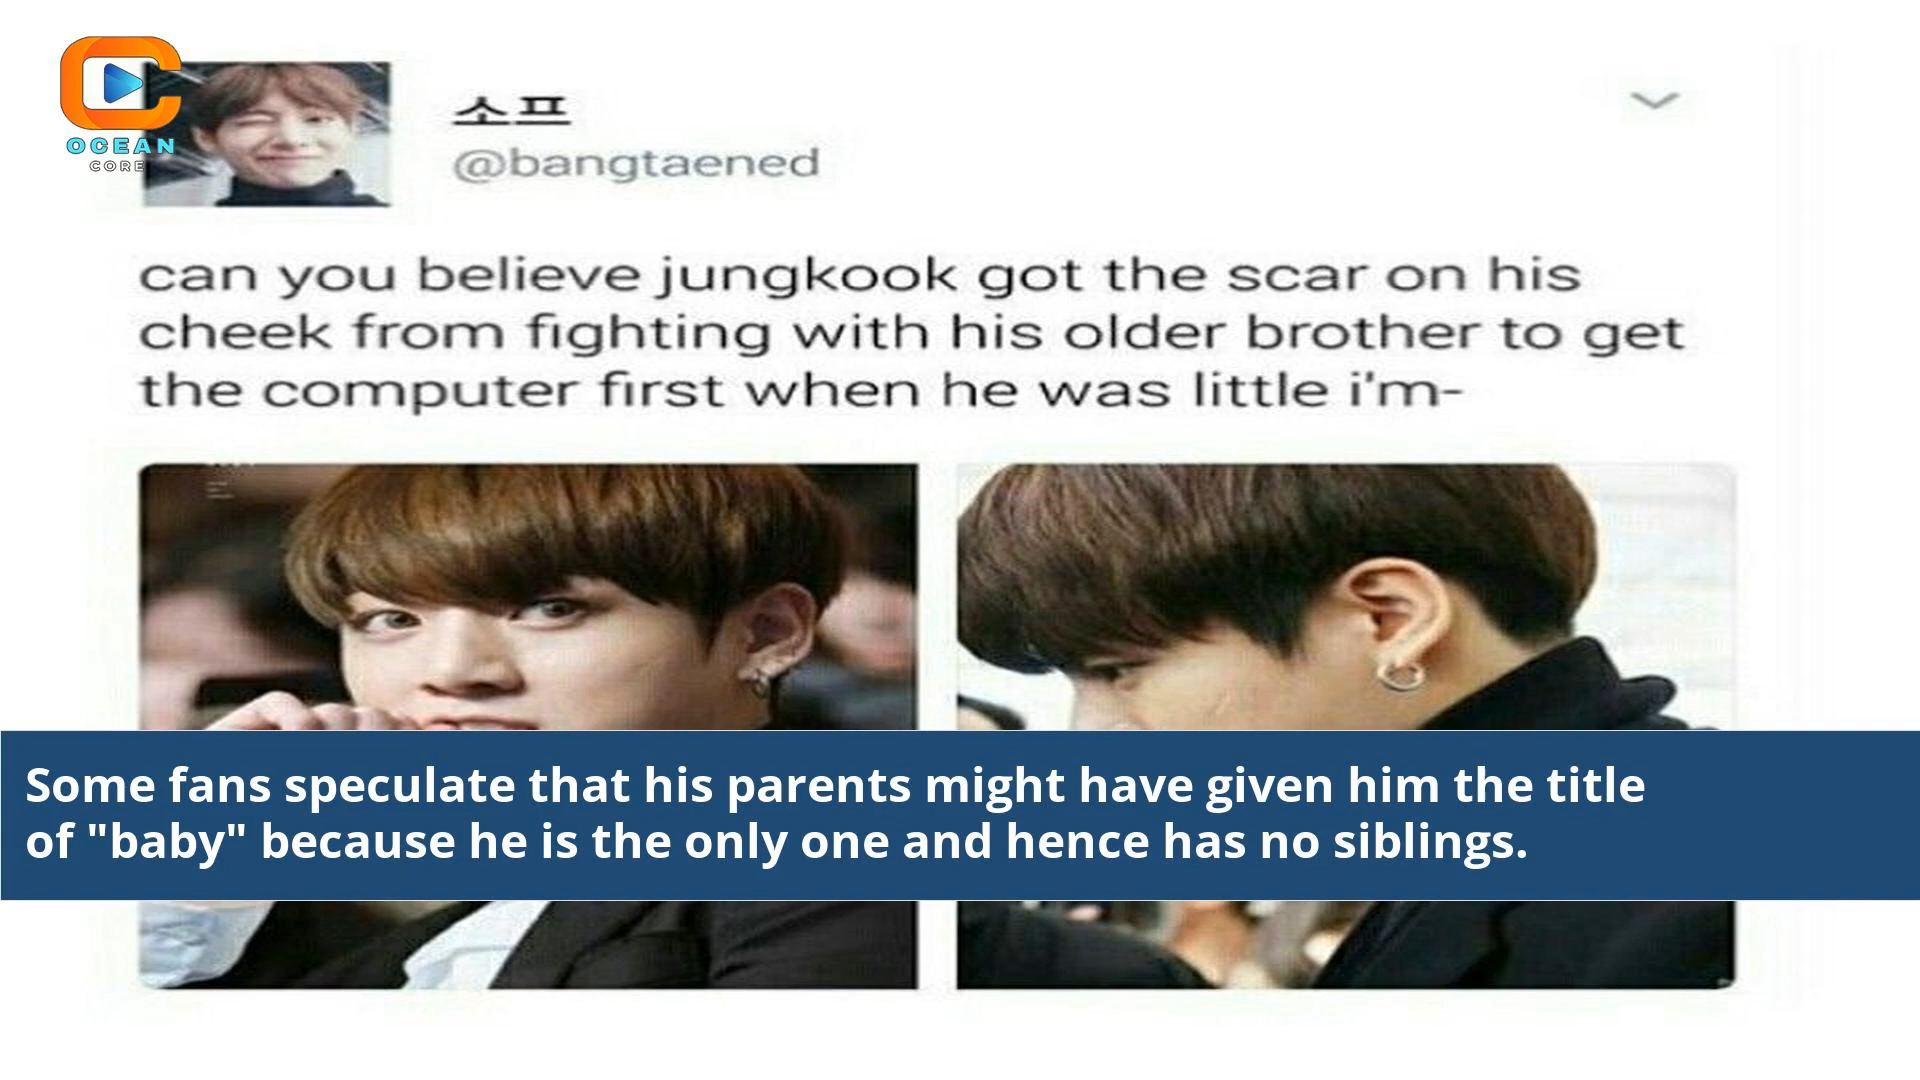 OCEAN
CORE
소프
@bangtaened
can you believe jungkook got the scar on his
cheek from fighting with his older brother to get
the computer first when he was little i'm-
Some fans speculate that his parents might have given him the title
of "baby" because he is the only one and hence has no siblings.